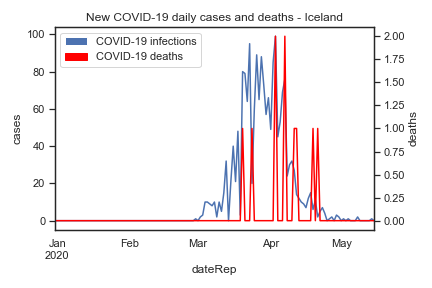 New COVID-19 daily cases and deaths - Iceland
COVID-19 infections
COVID-19 deaths
100
80
60
40
20
0
cases
2.00
1.75
1.50
1.25
1.00
0.75
0.50
0.25
0.00
deaths
Jan Feb Mar Apr May
2020
dateRep